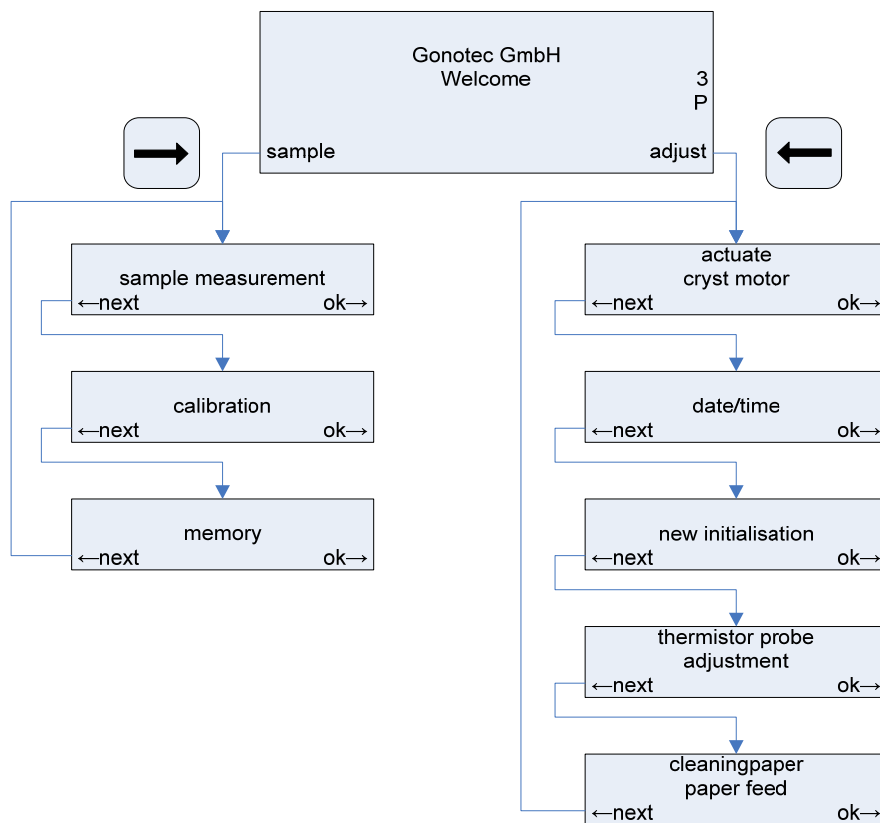 Gonotec GmbH
Welcome
3
P
sample
adjust
sample measurement
←next ok→
calibration
←next ok→
memory
←next ok→
actuate
cryst motor
←next ok→
date/time
←next ok→
new initialisation
←next ok→
thermistor probe
adjustment
←next ok→
cleaningpaper
paper feed
←next ok→